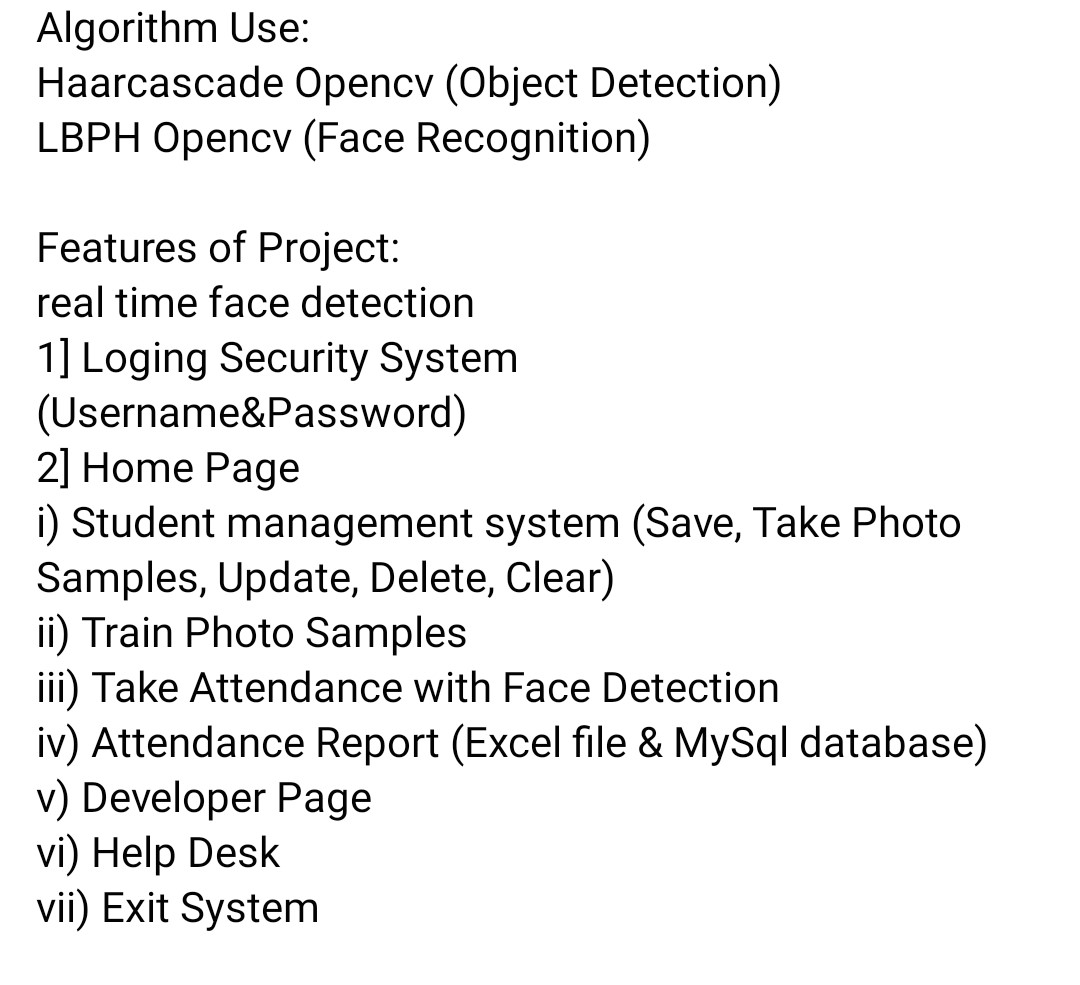 Algorithm Use:
Haarcascade Opencv (Object Detection)
LBPH Opencv (Face Recognition)
Features of Project:
real time face detection
1] Loging Security System
(Username&Password)
2] Home Page
i) Student management system (Save, Take Photo
Samples, Update, Delete, Clear)
ii) Train Photo Samples
iii) Take Attendance with Face Detection
iv) Attendance Report (Excel file & MySql database)
v) Developer Page
vi) Help Desk
vii) Exit System